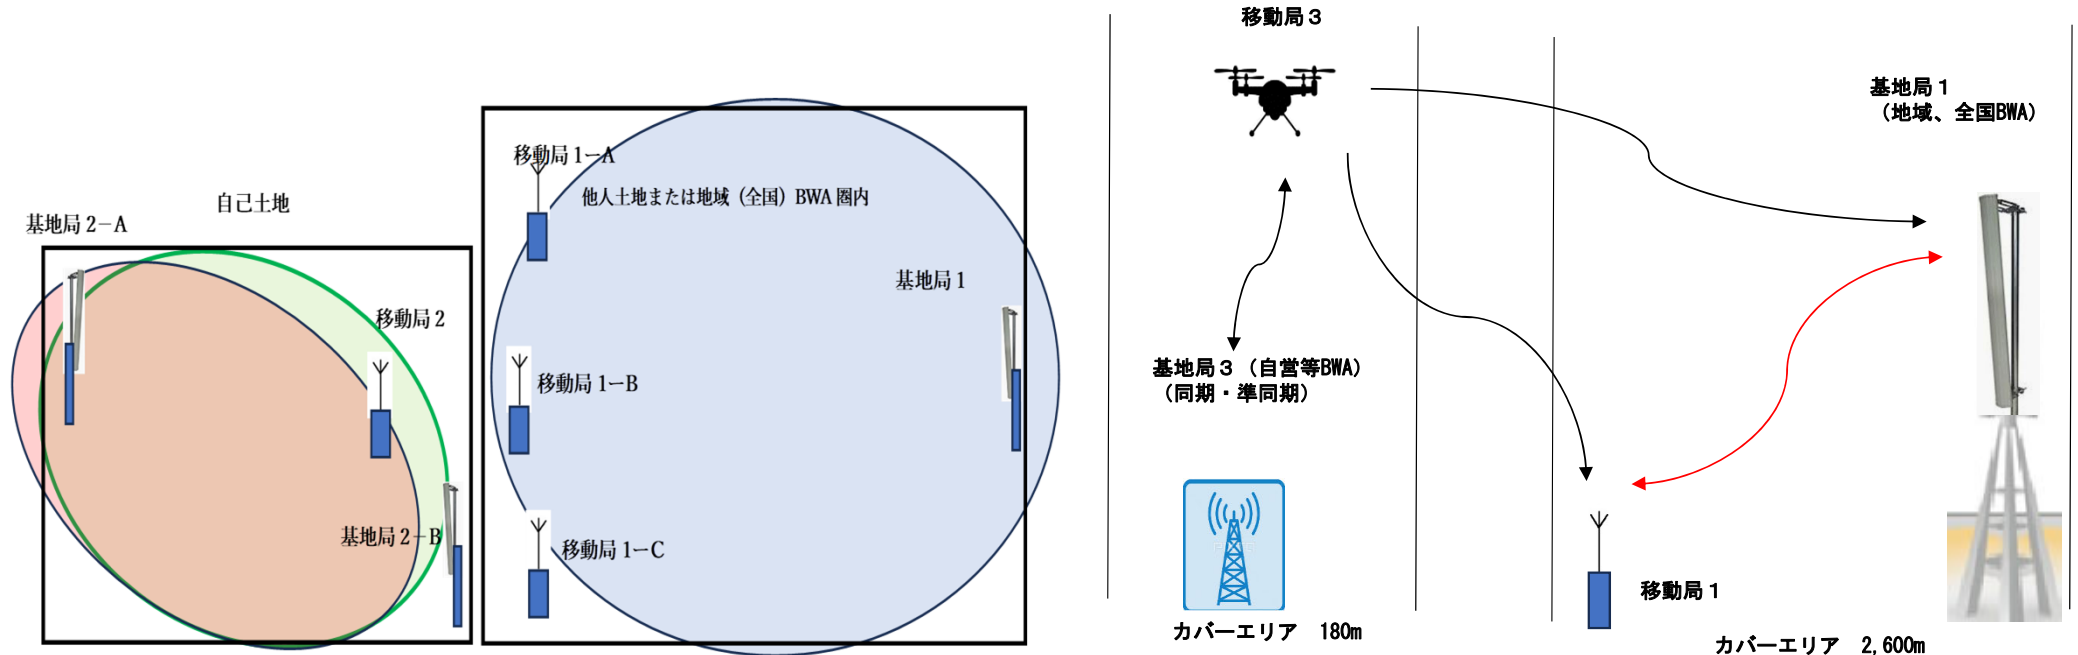 自己土地
基地局 2-A
移動局 2
基地局 2-B
移動局 1-A
他人土地または地域（全国）BWA 圏内
基地局 1
移動局 1-B
移動局 1-C
移動局３
基地局１
（地域、全国BWA）
基地局３（自営等BWA）
（同期・準同期）
移動局１
カバーエリア　180m
カバーエリア　2,600m